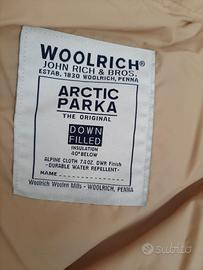 WOOLRICH®
JOHN RICH & BROS.
ESTAB. 1830 WOOLRICH, PENNA
ARCTIC
PARKA
THE ORIGINAL
DOWN
FILLED
INSULATION
40° BELOW
ALPINE CLOTH 7.4 OZ. DWR Finish
-DURABLE WATER REPELLENT-
NAME
Woolrich Woolen Mills - WOOLRICH, PENNA
subito